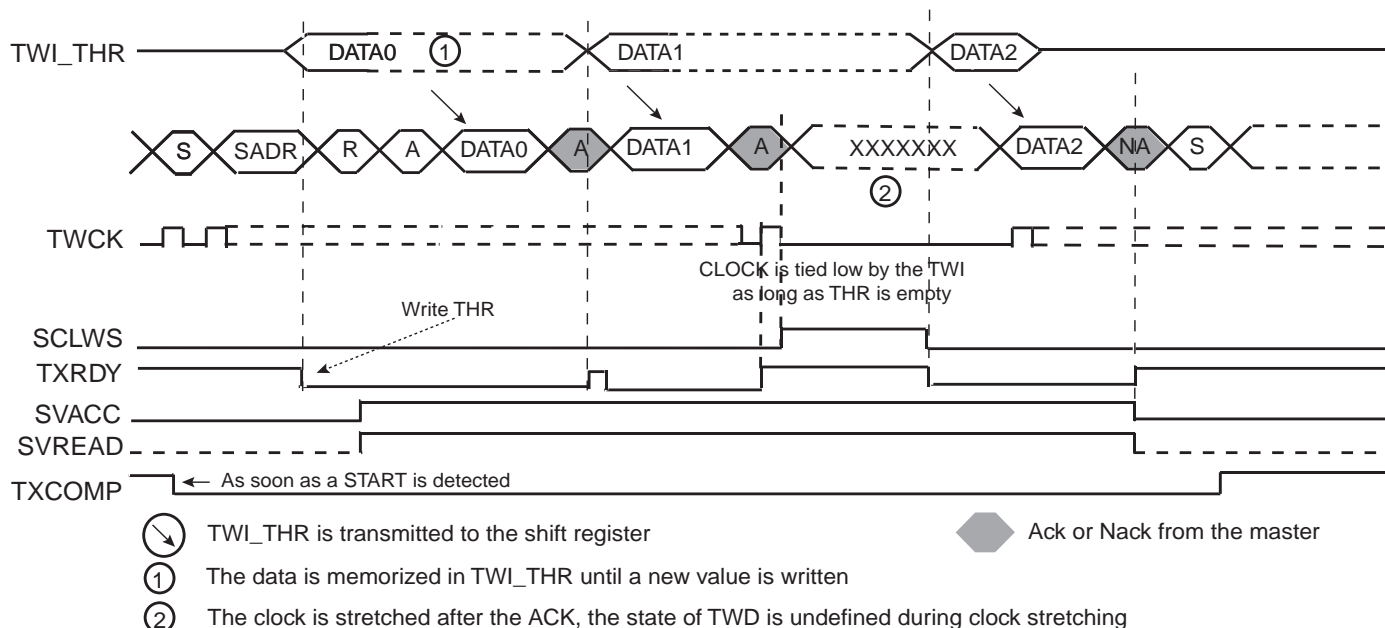 TWI_THR DATA0 1 DATA1 DATA2
S SADR R A DATA0 A DATA1 A XXXXXXX DATA2 NA S
2
TWCK
CLOCK is tied low by the TWI
as long as THR is empty
Write THR
SCLWS
TXRDY
SVACC
SVREAD
TXCOMP As soon as a START is detected
TWI_THR is transmitted to the shift register
Ack or Nack from the master
1 The data is memorized in TWI_THR until a new value is written
2 The clock is stretched after the ACK, the state of TWD is undefined during clock stretching